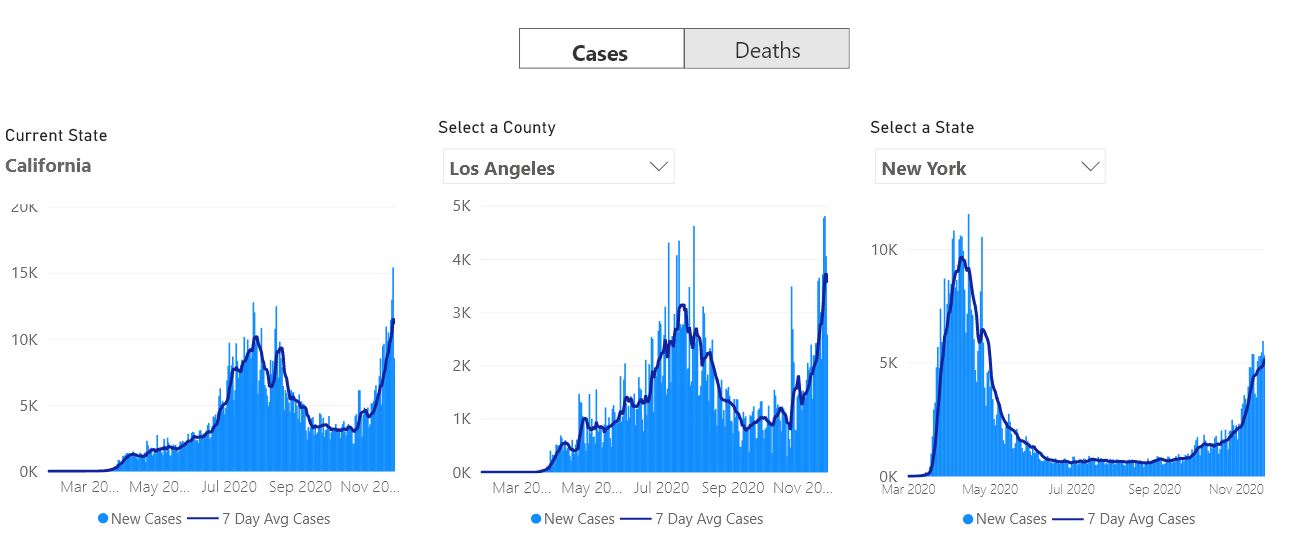 Cases
Deaths
Current State
California
20K
15K
10K
5K
0K
Mar 20... May 20... Jul 2020 Sep 2020 Nov 20...
New Cases 7 Day Avg Cases
Select a County
Los Angeles
5K
4K
3K
2K
1K
0K
Mar 20... May 20... Jul 2020 Sep 2020 Nov 20...
New Cases 7 Day Avg Cases
Select a State
New York
10K
5K
0K
Mar 2020 May 2020 Jul 2020 Sep 2020 Nov 2020
New Cases 7 Day Avg Cases